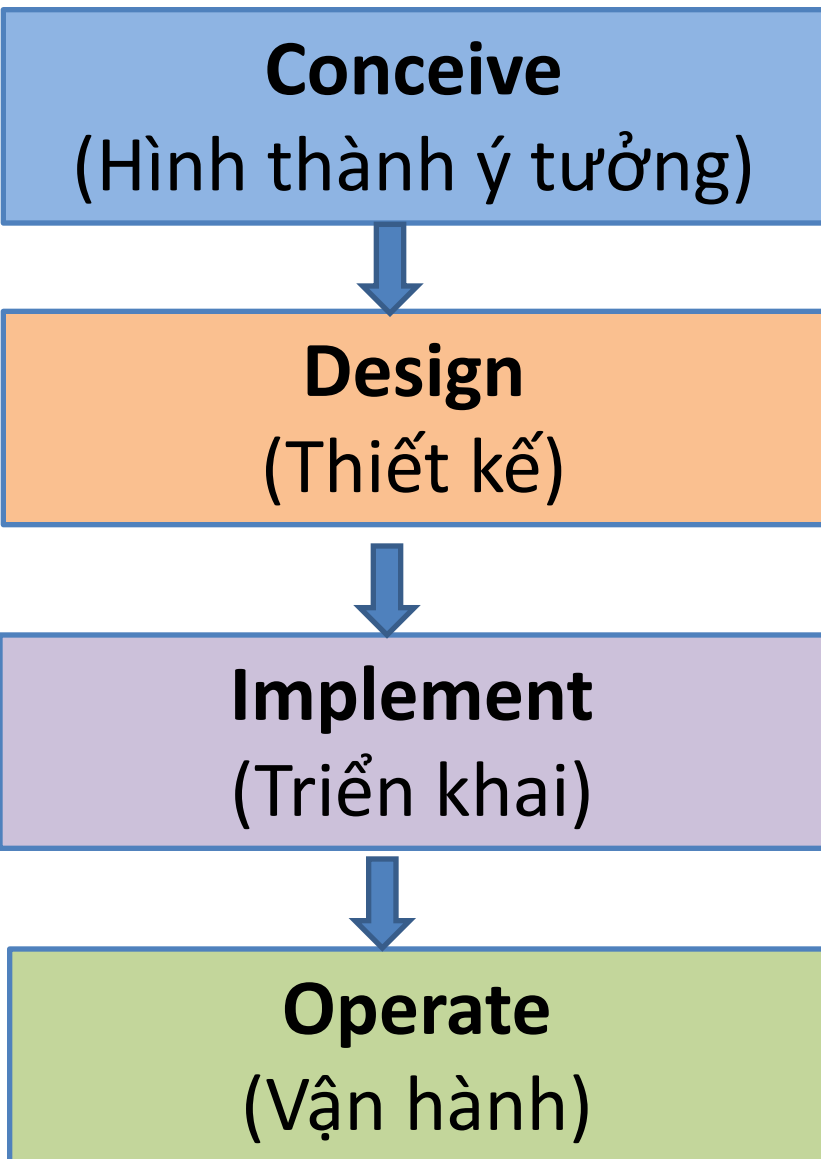 Conceive
(Hình thành ý tưởng)
Design
(Thiết kế)
Implement
(Triển khai)
Operate
(Vận hành)